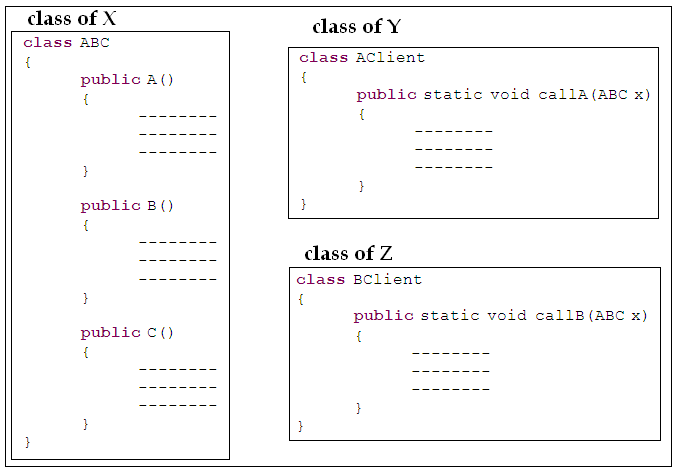 class of X
class ABC
{
public A()
{
--------
--------
--------
}
public B()
{
--------
--------
--------
}
public C()
{
--------
--------
--------
}
}
class of Y
class AClient
{
public static void callA(ABC x)
{
--------
--------
--------
}
}
class of Z
class BClient
{
public static void callB(ABC x)
{
--------
--------
--------
}
}